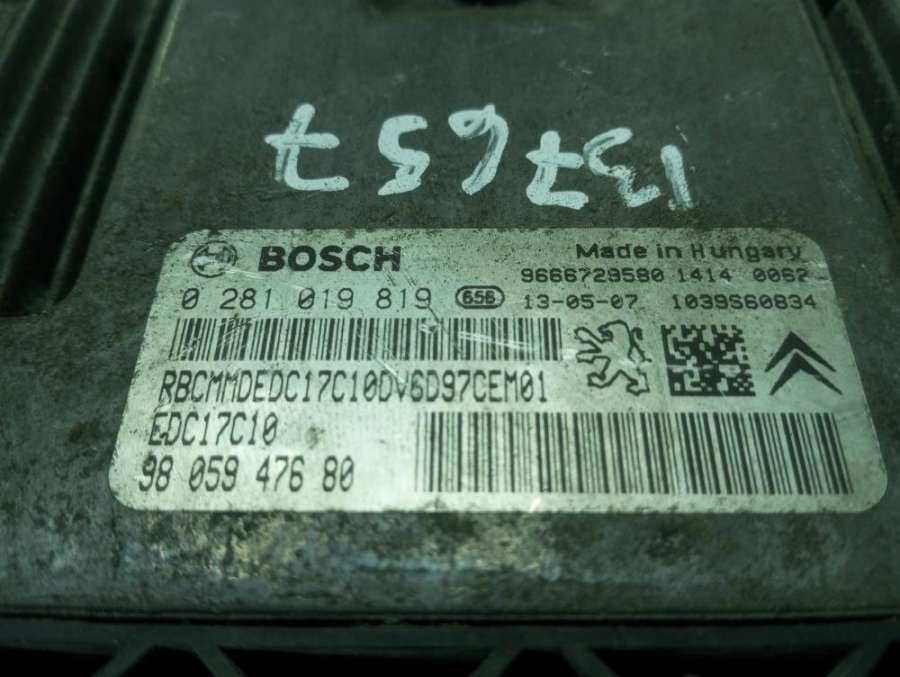 137657
BOSCH
Made in Hungary
9666729580 1414 0062
0 281 019 819 656 13-05-07 1039S60834
RBCMMDEDC17C10DV6D97CEM01
EDC17C10
98 059 476 80